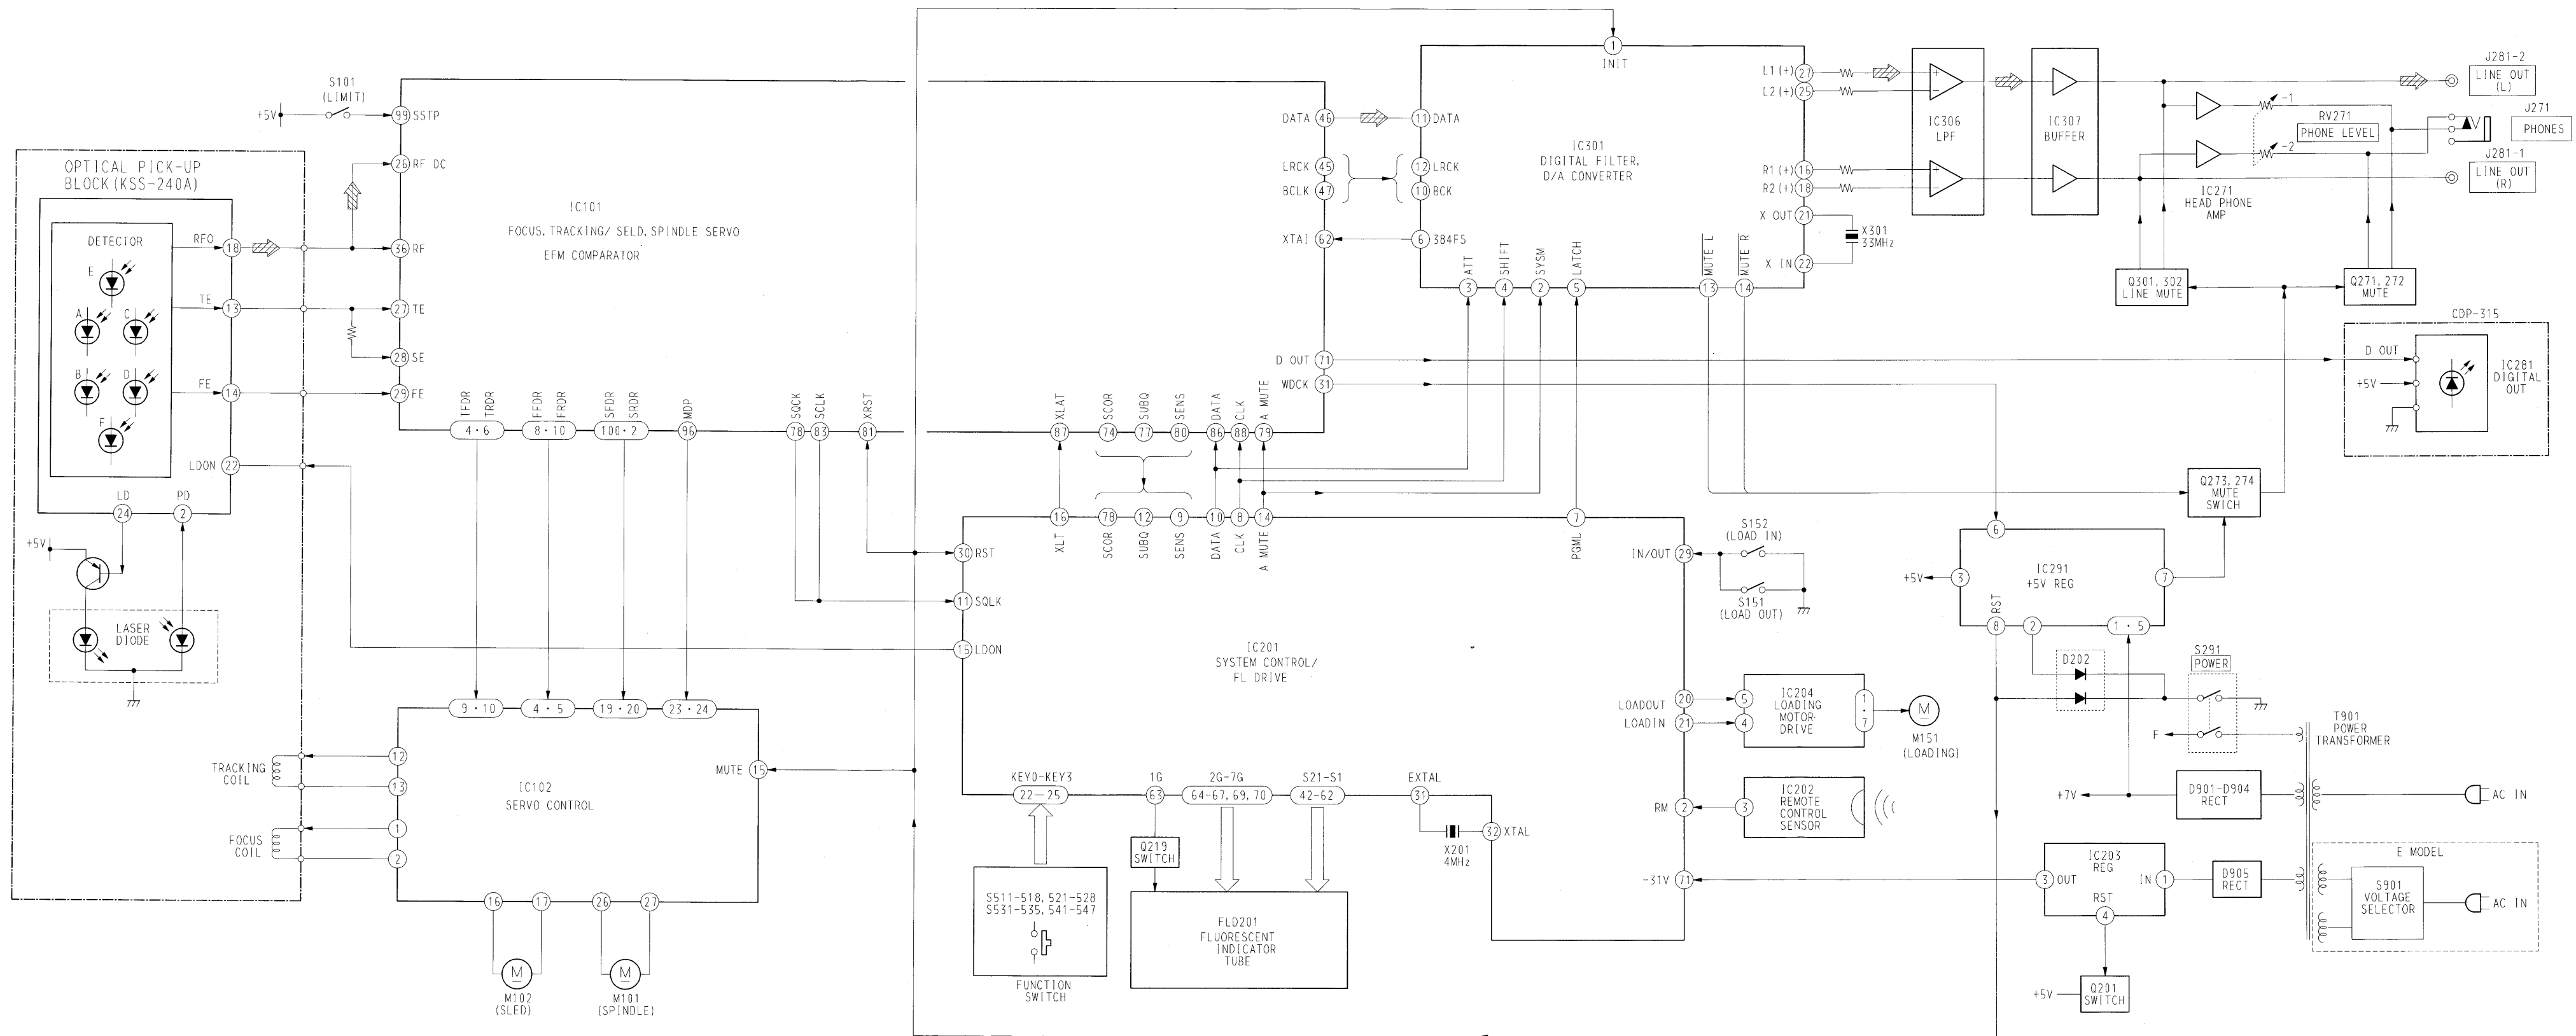 OPTICAL PICK-UP
BLOCK(KSS-240A)
DETECTOR
E
A
C
B
D
F
RFO
18
TE
13
FE
14
LDON
22
LD
24
PD
2
+5V
LASER
DIODE
TRACKING
COIL
FOCUS
COIL
S101
(LIMIT)
+5V
99 SSTP
26 RF DC
36 RF
27 TE
28 SE
29 FE
IC101
FOCUS, TRACKING/ SELD, SPINDLE SERVO
EFM COMPARATOR
TFDR
TRDR
4・6
FFDR
FRDR
8・10
SFDR
SRDR
100・2
MDP
96
SQCK
78
SCLK
83
XRST
81
XLAT
87
SCOR
74
SUBQ
77
SENS
80
DATA
86
CLK
88
A MUTE
79
DATA 46
LRCK 45
BCLK 47
XTAI 62
D OUT 71
WDCK 31
9・10
4・5
19・20
23・24
12
13
1
2
MUTE 15
IC102
SERVO CONTROL
16
17
26
27
M
M102
(SLED)
M
M101
(SPINDLE)
1
INIT
11 DATA
12 LRCK
10 BCK
6 384FS
IC301
DIGITAL FILTER,
D/A CONVERTER
ATT
3
SHIFT
4
SYSM
2
LATCH
5
MUTE L
13
MUTE R
14
L1(+) 27
L2(+) 25
R1(+) 16
R2(+) 18
X OUT 21
X IN 22
X301
33MHz
IC306
LPF
+
−
+
−
IC307
BUFFER
-1
-2
RV271
PHONE LEVEL
IC271
HEAD PHONE
AMP
J281-2
LINE OUT
(L)
J271
PHONES
J281-1
LINE OUT
(R)
Q301, 302
LINE MUTE
Q271, 272
MUTE
CDP-315
D OUT
+5V
IC281
DIGITAL
OUT
Q273, 274
MUTE
SWICH
16
XLT
78
SCOR
12
SUBQ
9
SENS
10
DATA
8
CLK
14
A MUTE
7
PGML
30 RST
11 SQLK
15 LDON
IC201
SYSTEM CONTROL/
FL DRIVE
IN/OUT 29
S152
(LOAD IN)
S151
(LOAD OUT)
LOADOUT 20
LOADIN 21
5
4
IC204
LOADING
MOTOR
DRIVE
1・7
M
M151
(LOADING)
RM 2
3
IC202
REMOTE
CONTROL
SENSOR
-31V 71
KEY0-KEY3
22—25
1G
63
2G-7G
64-67, 69, 70
S21-S1
42-62
EXTAL
31
32 XTAL
X201
4MHz
Q219
SWITCH
S511-518, 521-528
S531-535, 541-547
FUNCTION
SWITCH
FLD201
FLUORESCENT
INDICATOR
TUBE
6
IC291
+5V REG
+5V
3
7
RST
8
2
1・5
D202
S291
POWER
F
T901
POWER
TRANSFORMER
+7V
D901-D904
RECT
AC IN
E MODEL
IC203
REG
3 OUT
IN 1
RST
4
D905
RECT
S901
VOLTAGE
SELECTOR
AC IN
+5V
Q201
SWITCH